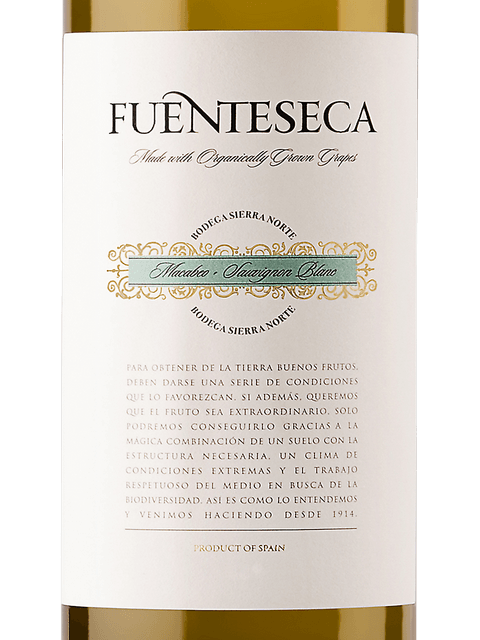 FUENTESECA
Made with Organically Grown Grapes
BODEGA SIERRA NORTE
Macabeo - Sauvignon Blanc
BODEGA SIERRA NORTE
PARA OBTENER DE LA TIERRA BUENOS FRUTOS,
DEBEN DARSE UNA SERIE DE CONDICIONES
QUE LO FAVOREZCAN. SI ADEMÁS, QUEREMOS
QUE EL FRUTO SEA EXTRAORDINARIO, SOLO
PODREMOS CONSEGUIRLO GRACIAS A LA
MÁGICA COMBINACIÓN DE UN SUELO CON LA
ESTRUCTURA NECESARIA, UN CLIMA DE
CONDICIONES EXTREMAS Y EL TRABAJO
RESPETUOSO DEL MEDIO EN BUSCA DE LA
BIODIVERSIDAD. ASÍ ES COMO LO ENTENDEMOS
Y VENIMOS HACIENDO DESDE 1914.
PRODUCT OF SPAIN